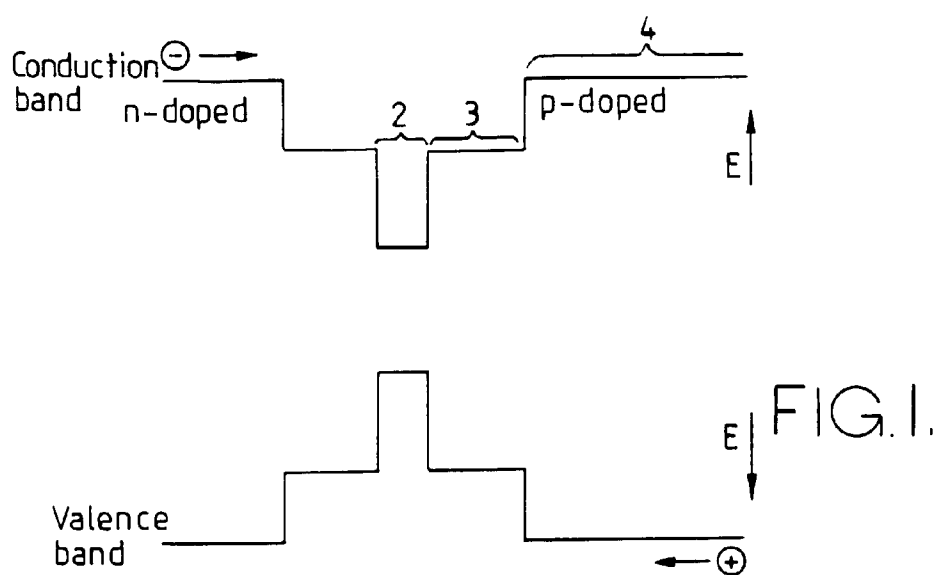 4
Conduction ⊖ →
band
n-doped
2
3
p-doped
E
E
FIG.1.
Valence
band
⊕